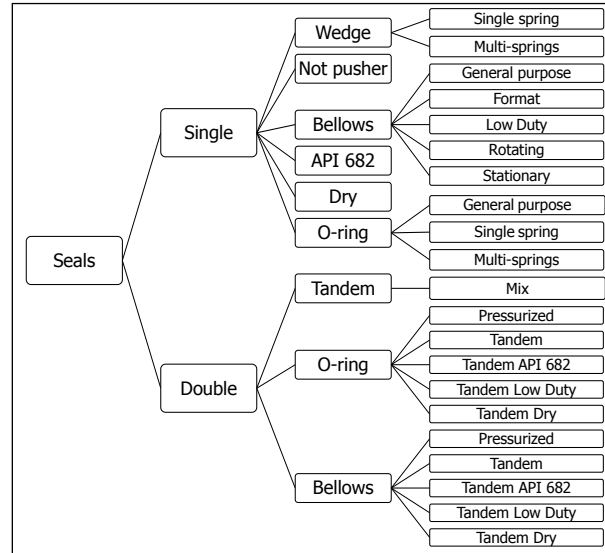 Seals
Single
Wedge
Single spring
Multi-springs
Not pusher
Bellows
General purpose
Format
Low Duty
Rotating
Stationary
API 682
Dry
O-ring
General purpose
Single spring
Multi-springs
Double
Tandem
Mix
O-ring
Pressurized
Tandem
Tandem API 682
Tandem Low Duty
Tandem Dry
Bellows
Pressurized
Tandem
Tandem API 682
Tandem Low Duty
Tandem Dry